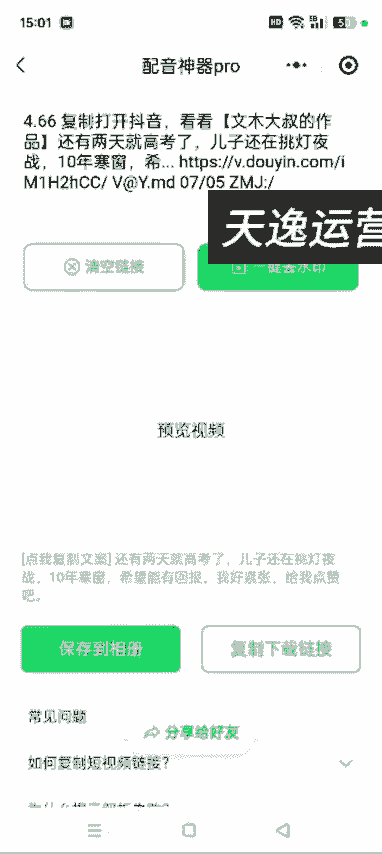 15:01
配音神器pro
4.66 复制打开抖音，看看【文木大叔的作
品】还有两天就高考了，儿子还在挑灯夜
战，10年寒窗，希... https://v.douyin.com/i
M1H2hCC/ V@Y.md 07/05 ZMJ:/
天逸运营
清空链接
一键去水印
预览视频
[点我复制文案] 还有两天就高考了，儿子还在挑灯夜
战，10年寒窗，希望能有回报。我好紧张，给我点赞
吧。
保存到相册
复制下载链接
常见问题
分享给好友
如何复制短视频链接?